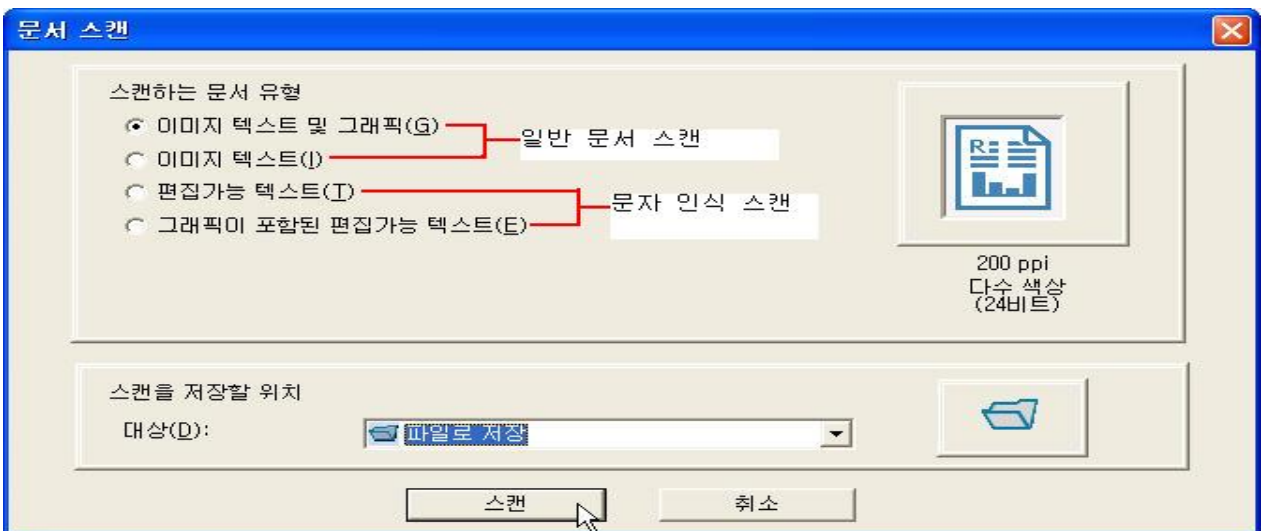 문서 스캔
스캔하는 문서 유형
이미지 텍스트 및 그래픽(G)
이미지 텍스트(I)
일반 문서 스캔
편집가능 텍스트(T)
그래픽이 포함된 편집가능 텍스트(E)
문자 인식 스캔
R
200 ppi
다수 색상
(24비트)
스캔을 저장할 위치
대상(D):
파일로 저장
스캔
취소